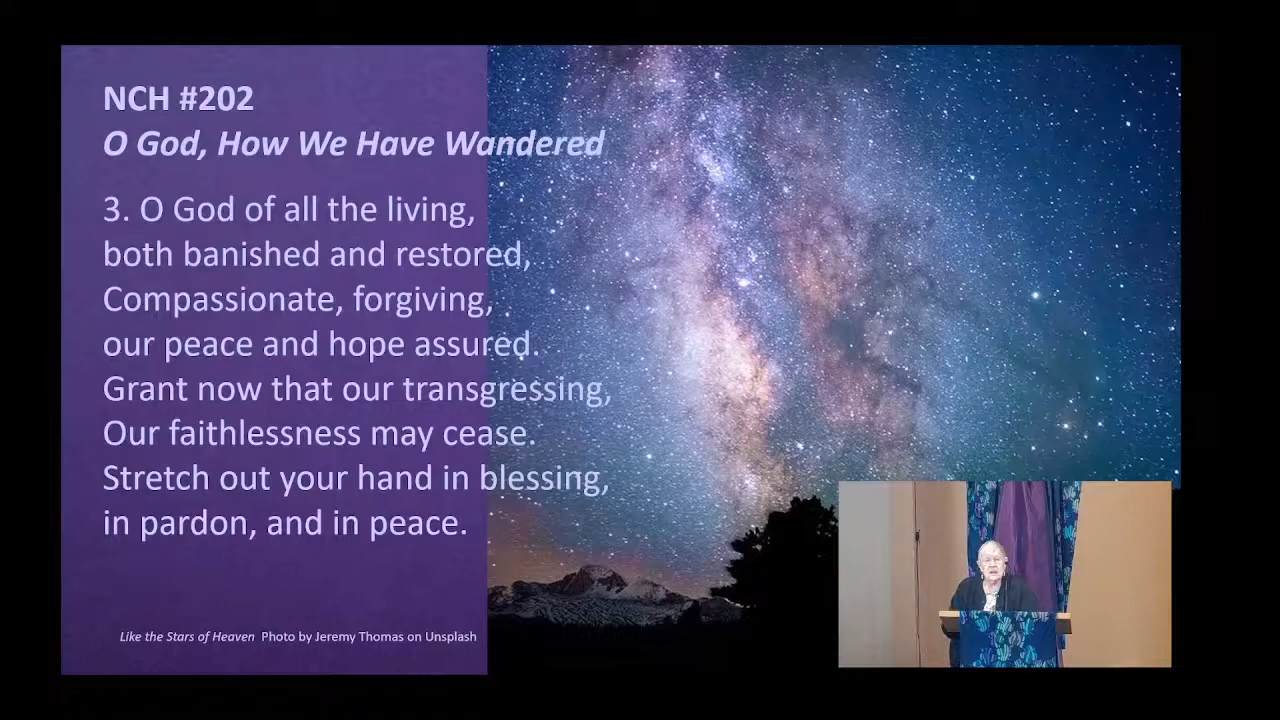 NCH #202
O God, How We Have Wandered
3. O God of all the living,
both banished and restored,
Compassionate, forgiving,
our peace and hope assured.
Grant now that our transgressing,
Our faithlessness may cease.
Stretch out your hand in blessing,
in pardon, and in peace.
Like the Stars of Heaven Photo by Jeremy Thomas on Unsplash